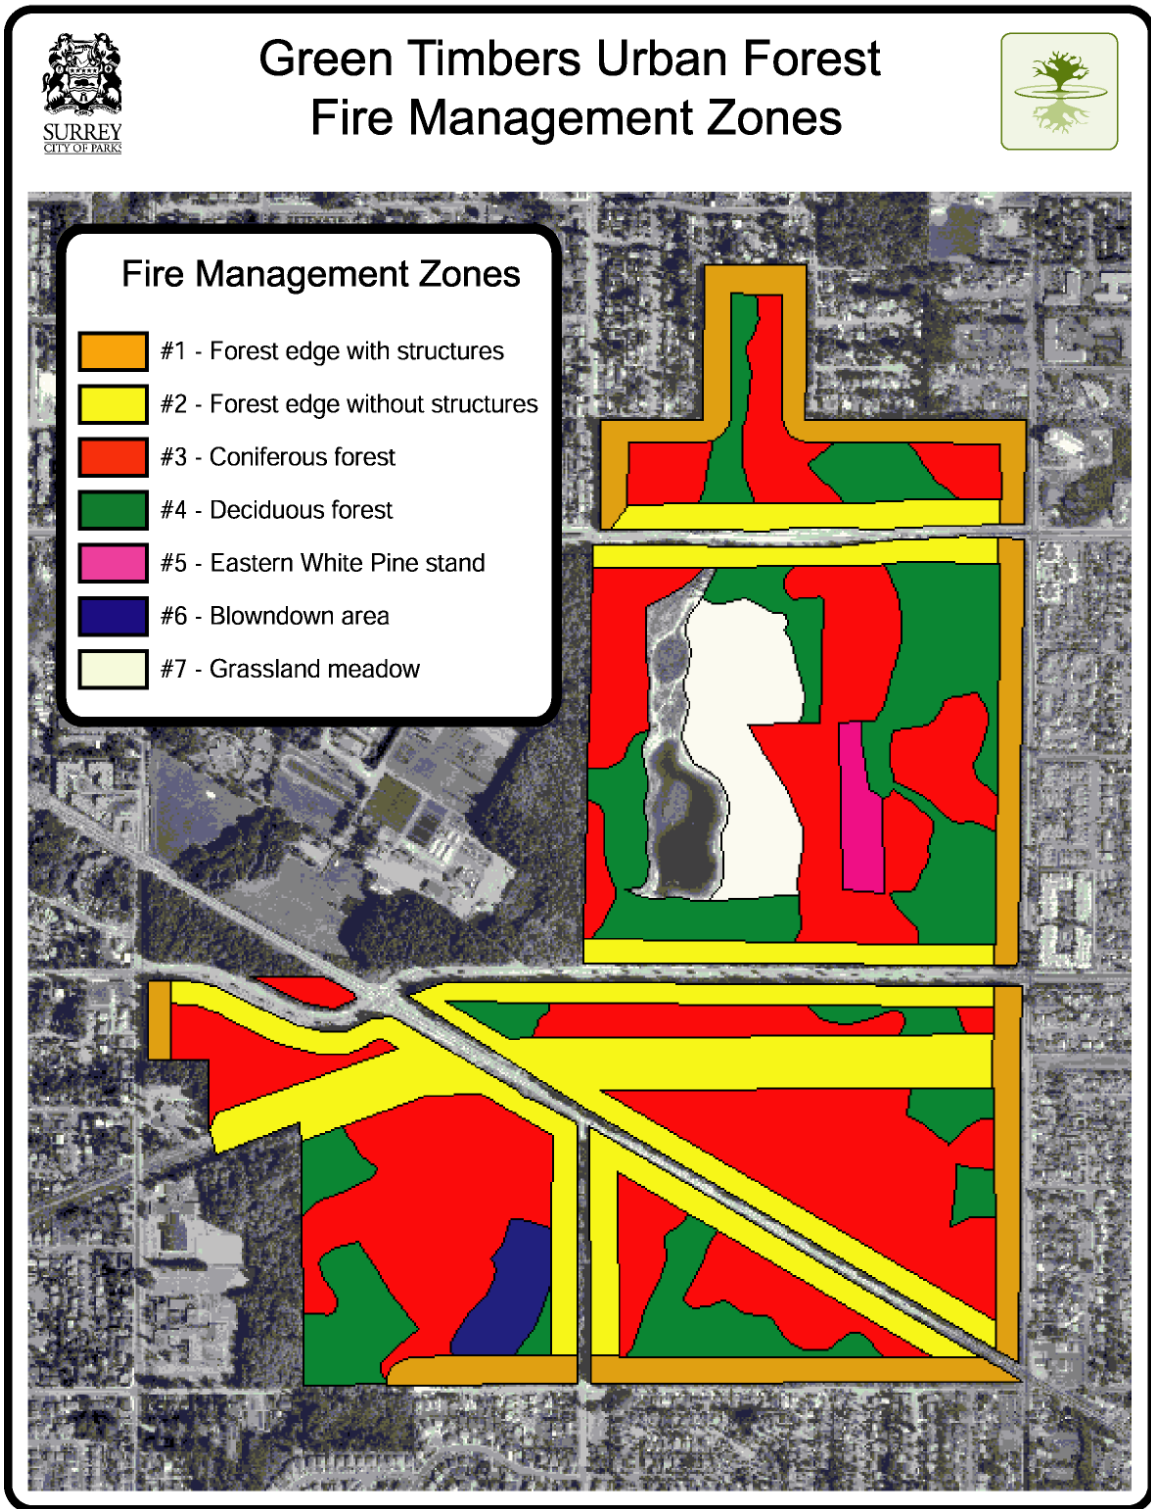 Green Timbers Urban Forest
Fire Management Zones
SURREY
CITY OF PARKS
Fire Management Zones
#1 - Forest edge with structures
#2 - Forest edge without structures
#3 - Coniferous forest
#4 - Deciduous forest
#5 - Eastern White Pine stand
#6 - Blowndown area
#7 - Grassland meadow